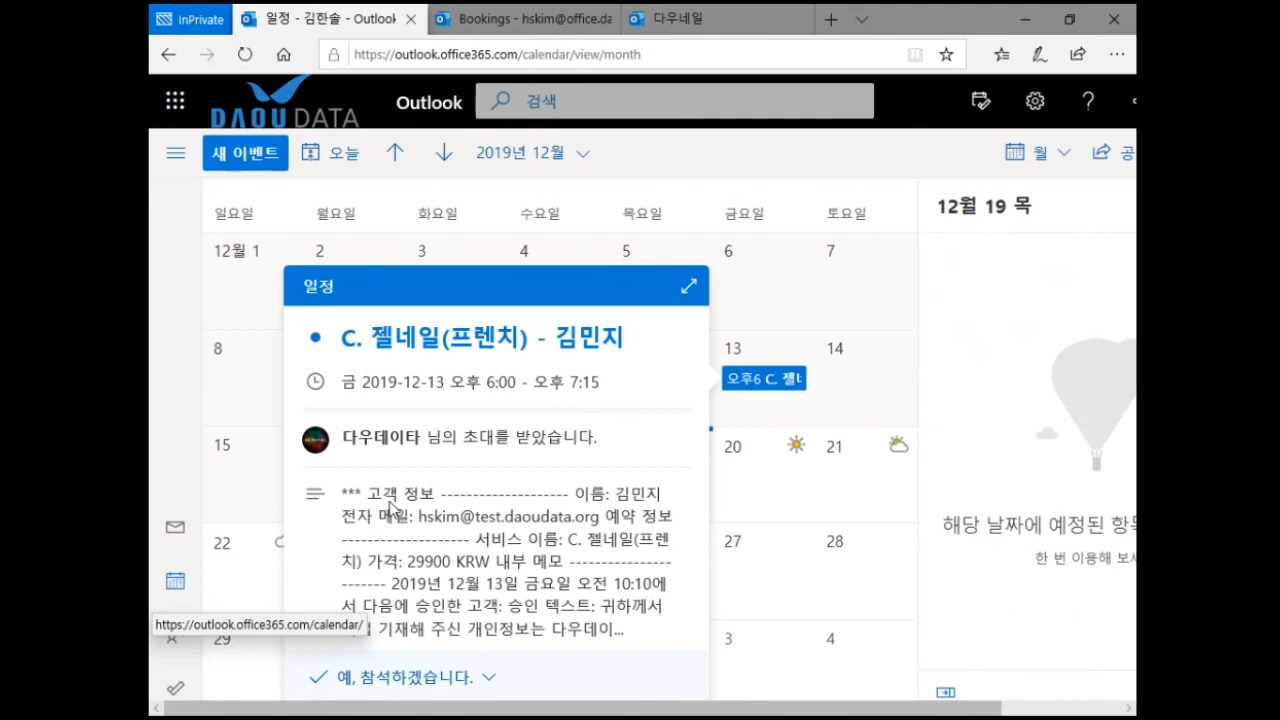 InPrivate
일정 - 김한솔 - Outlook
Bookings - hskim@office.da
다우네일
https://outlook.office365.com/calendar/view/month
DAOU DATA
Outlook
검색
새 이벤트
오늘
2019년 12월
월
공
일요일 월요일 화요일 수요일 목요일 금요일 토요일
12월 19 목
12월 1 2 3 4 5 6 7
일정
C. 젤네일(프렌치) - 김민지
8
13
14
금 2019-12-13 오후 6:00 - 오후 7:15
오후6 C. 젤
다우데이타 님의 초대를 받았습니다.
15
20
21
*** 고객 정보 -------------------- 이름: 김민지
전자 메일: hskim@test.daoudata.org 예약 정보
-------------------- 서비스 이름: C. 젤네일(프렌
치) 가격: 29900 KRW 내부 메모 ----------------
------- 2019년 12월 13일 금요일 오전 10:10에
서 다음에 승인한 고객: 승인 텍스트: 귀하께서
기재해 주신 개인정보는 다우데이...
22
27
28
해당 날짜에 예정된 항목
한 번 이용해 보세
https://outlook.office365.com/calendar/
29
3
4
예, 참석하겠습니다.